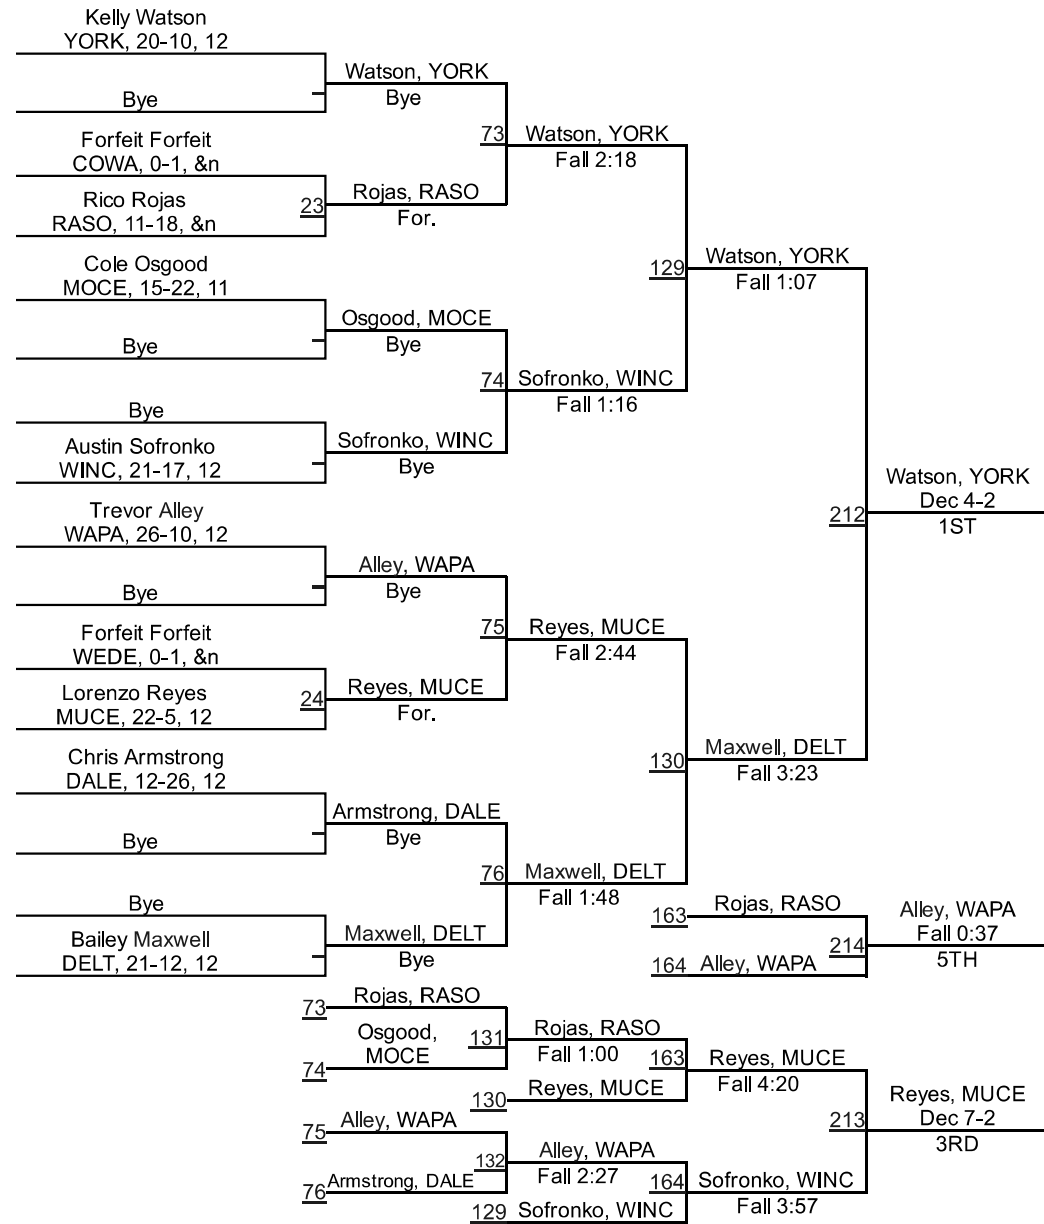 Kelly Watson
YORK, 20-10, 12
Bye
Watson, YORK
Bye
Forfeit Forfeit
COWA, 0-1, &n
Rico Rojas
RASO, 11-18, &n
23
Rojas, RASO
For.
73
Watson, YORK
Fall 2:18
Cole Osgood
MOCE, 15-22, 11
Bye
Osgood, MOCE
Bye
Bye
Austin Sofronko
WINC, 21-17, 12
Sofronko, WINC
Bye
74
Sofronko, WINC
Fall 1:16
129
Watson, YORK
Fall 1:07
Trevor Alley
WAPA, 26-10, 12
Bye
Alley, WAPA
Bye
Forfeit Forfeit
WEDE, 0-1, &n
Lorenzo Reyes
MUCE, 22-5, 12
24
Reyes, MUCE
For.
75
Reyes, MUCE
Fall 2:44
Chris Armstrong
DALE, 12-26, 12
Bye
Armstrong, DALE
Bye
Bye
Bailey Maxwell
DELT, 21-12, 12
Maxwell, DELT
Bye
76
Maxwell, DELT
Fall 1:48
130
Maxwell, DELT
Fall 3:23
212
Watson, YORK
Dec 4-2
1ST
163
Rojas, RASO
164
Alley, WAPA
214
Alley, WAPA
Fall 0:37
5TH
73
Rojas, RASO
74
Osgood,
MOCE
131
Rojas, RASO
Fall 1:00
130
Reyes, MUCE
163
Reyes, MUCE
Fall 4:20
75
Alley, WAPA
76
Armstrong, DALE
132
Alley, WAPA
Fall 2:27
129
Sofronko, WINC
164
Sofronko, WINC
Fall 3:57
213
Reyes, MUCE
Dec 7-2
3RD